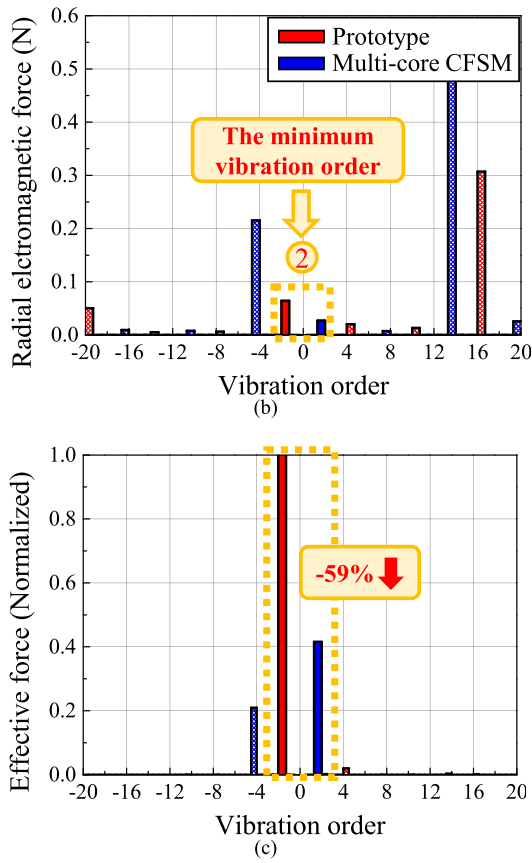 Radial elctromagnetic force (N)
0.6
0.5
0.4
0.3
0.2
0.1
0.0
Prototype
Multi-core CFSM
The minimum
vibration order
2
-20 -16 -12 -8 -4 0 4 8 12 16 20
Vibration order
(b)
Effective force (Normalized)
1.0
0.8
0.6
0.4
0.2
0.0
-59%
-20 -16 -12 -8 -4 0 4 8 12 16 20
Vibration order
(c)